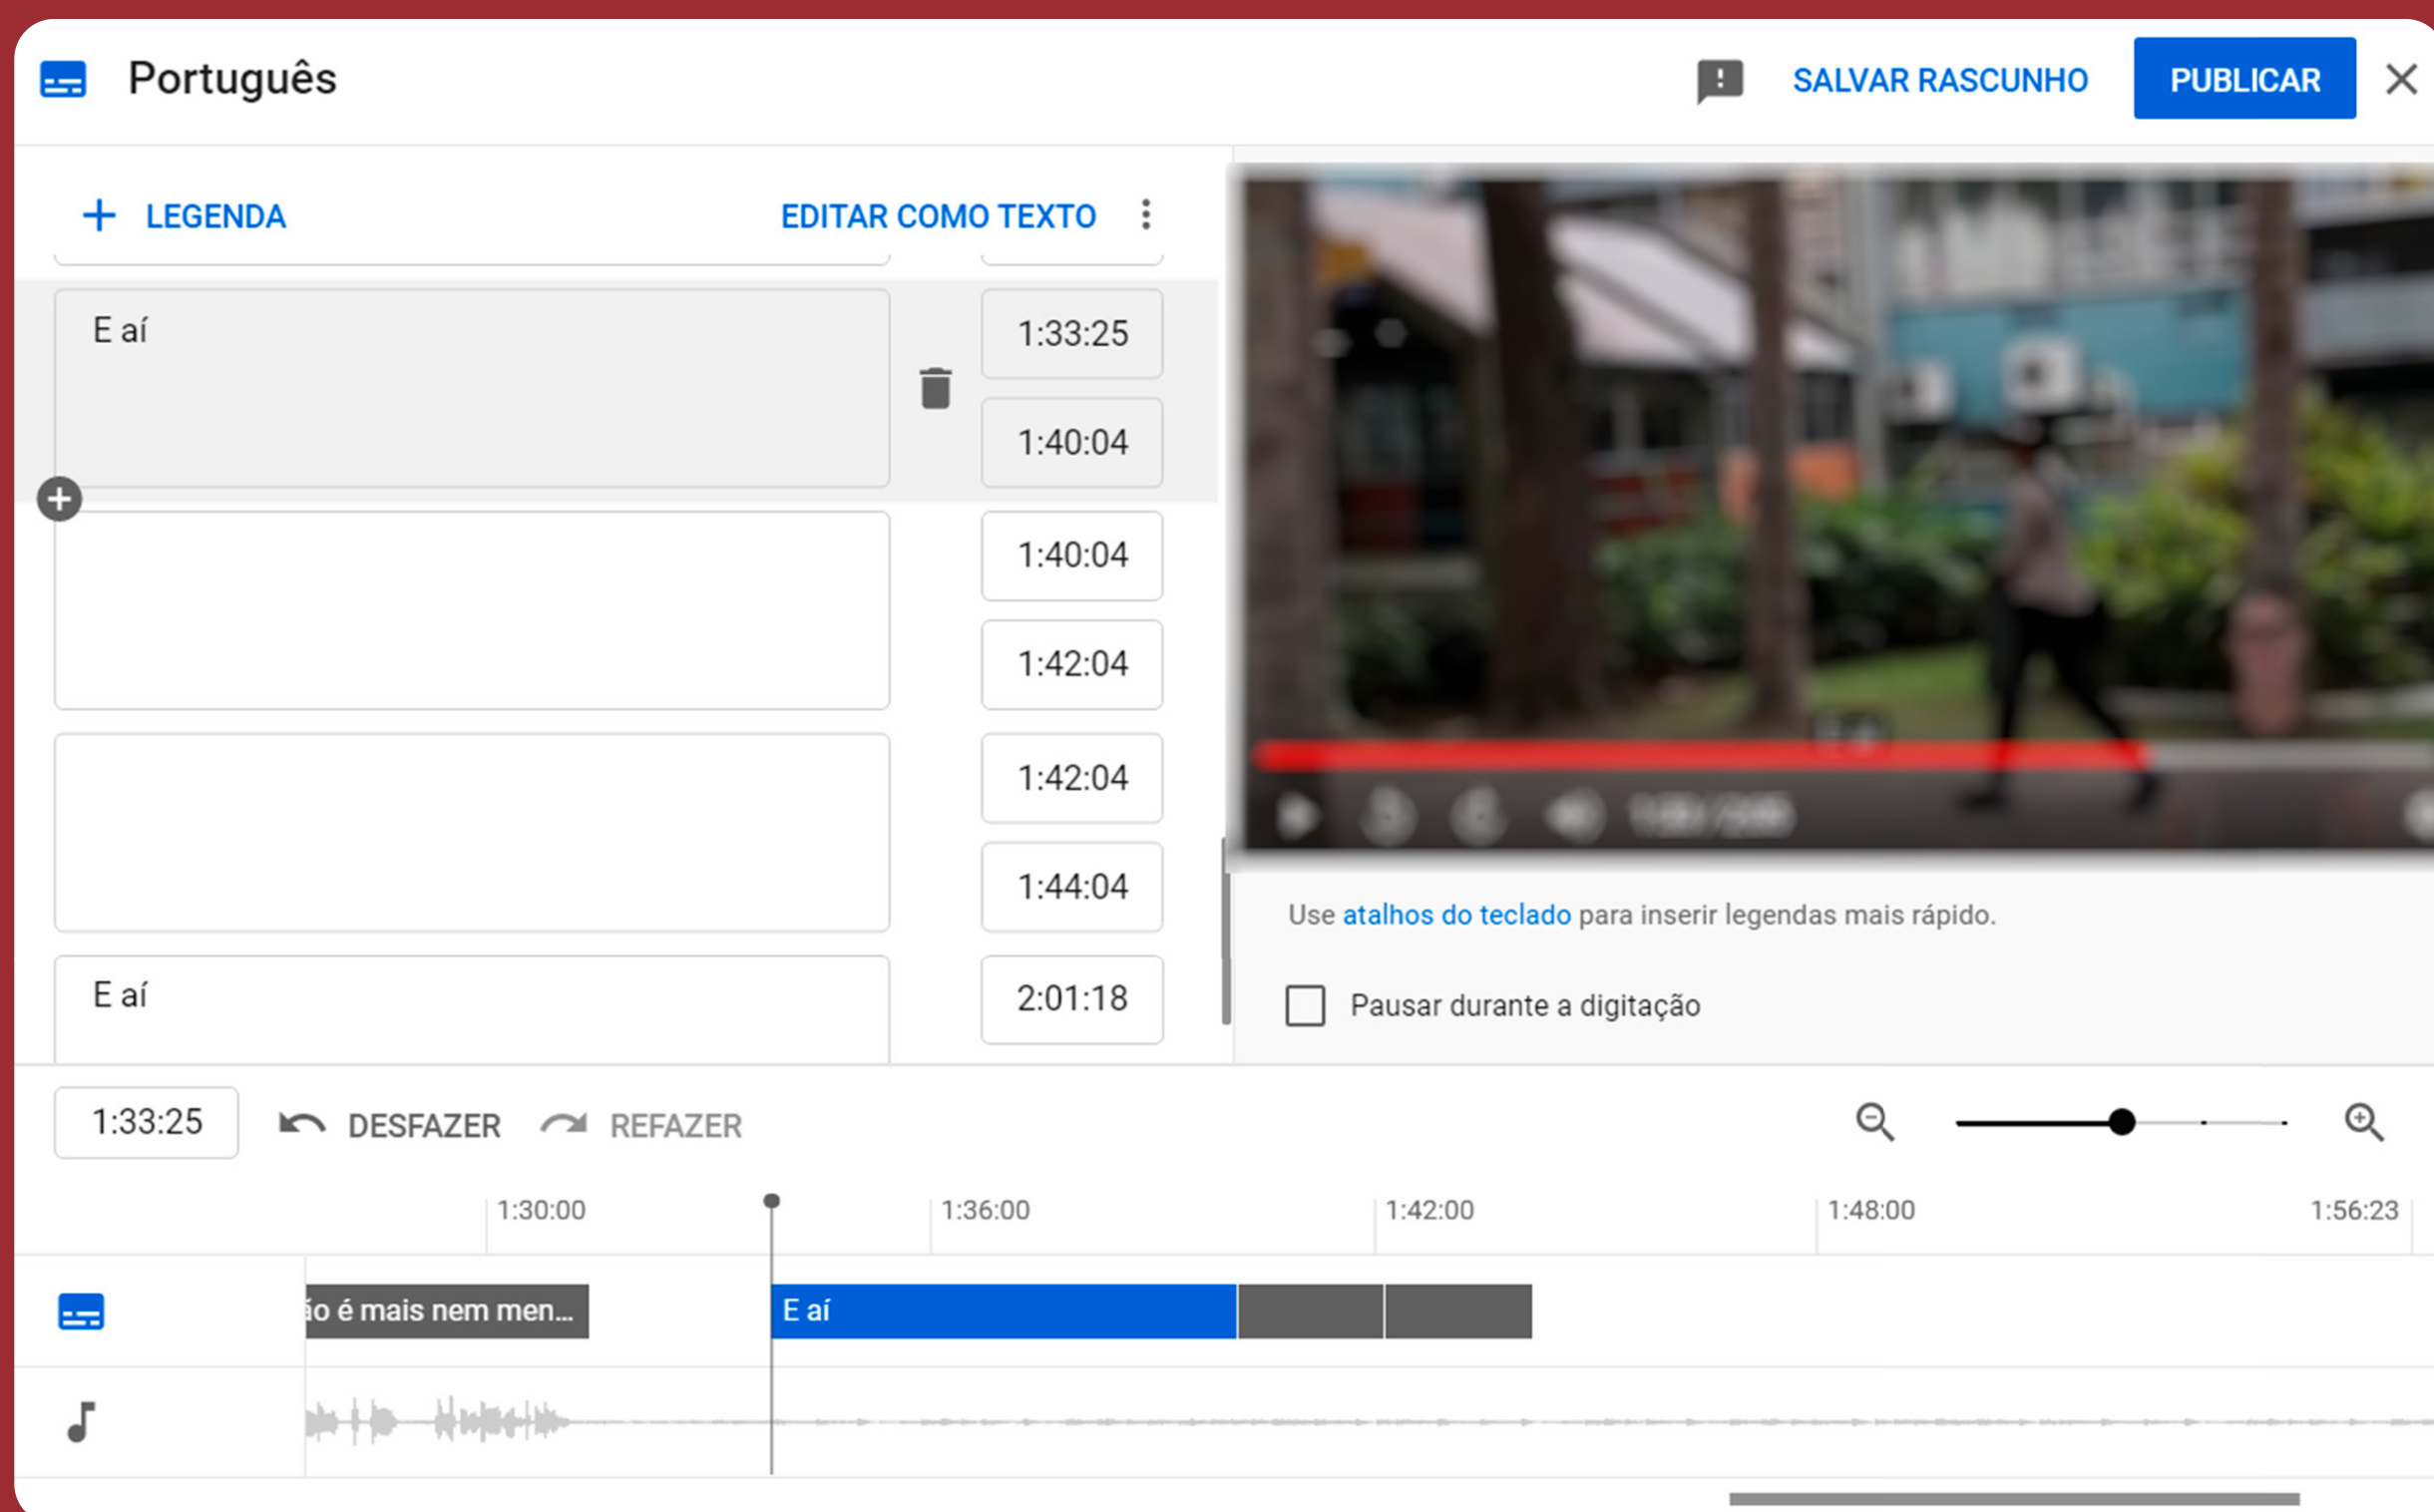 Português
SALVAR RASCUNHO
PUBLICAR
LEGENDA
EDITAR COMO TEXTO
E aí
1:33:25
1:40:04
1:40:04
1:42:04
1:42:04
1:44:04
E aí
2:01:18
Use atalhos do teclado para inserir legendas mais rápido.
Pausar durante a digitação
1:33:25
DESFAZER
REFAZER
1:30:00
1:36:00
1:42:00
1:48:00
1:56:23
ão é mais nem men...
E aí